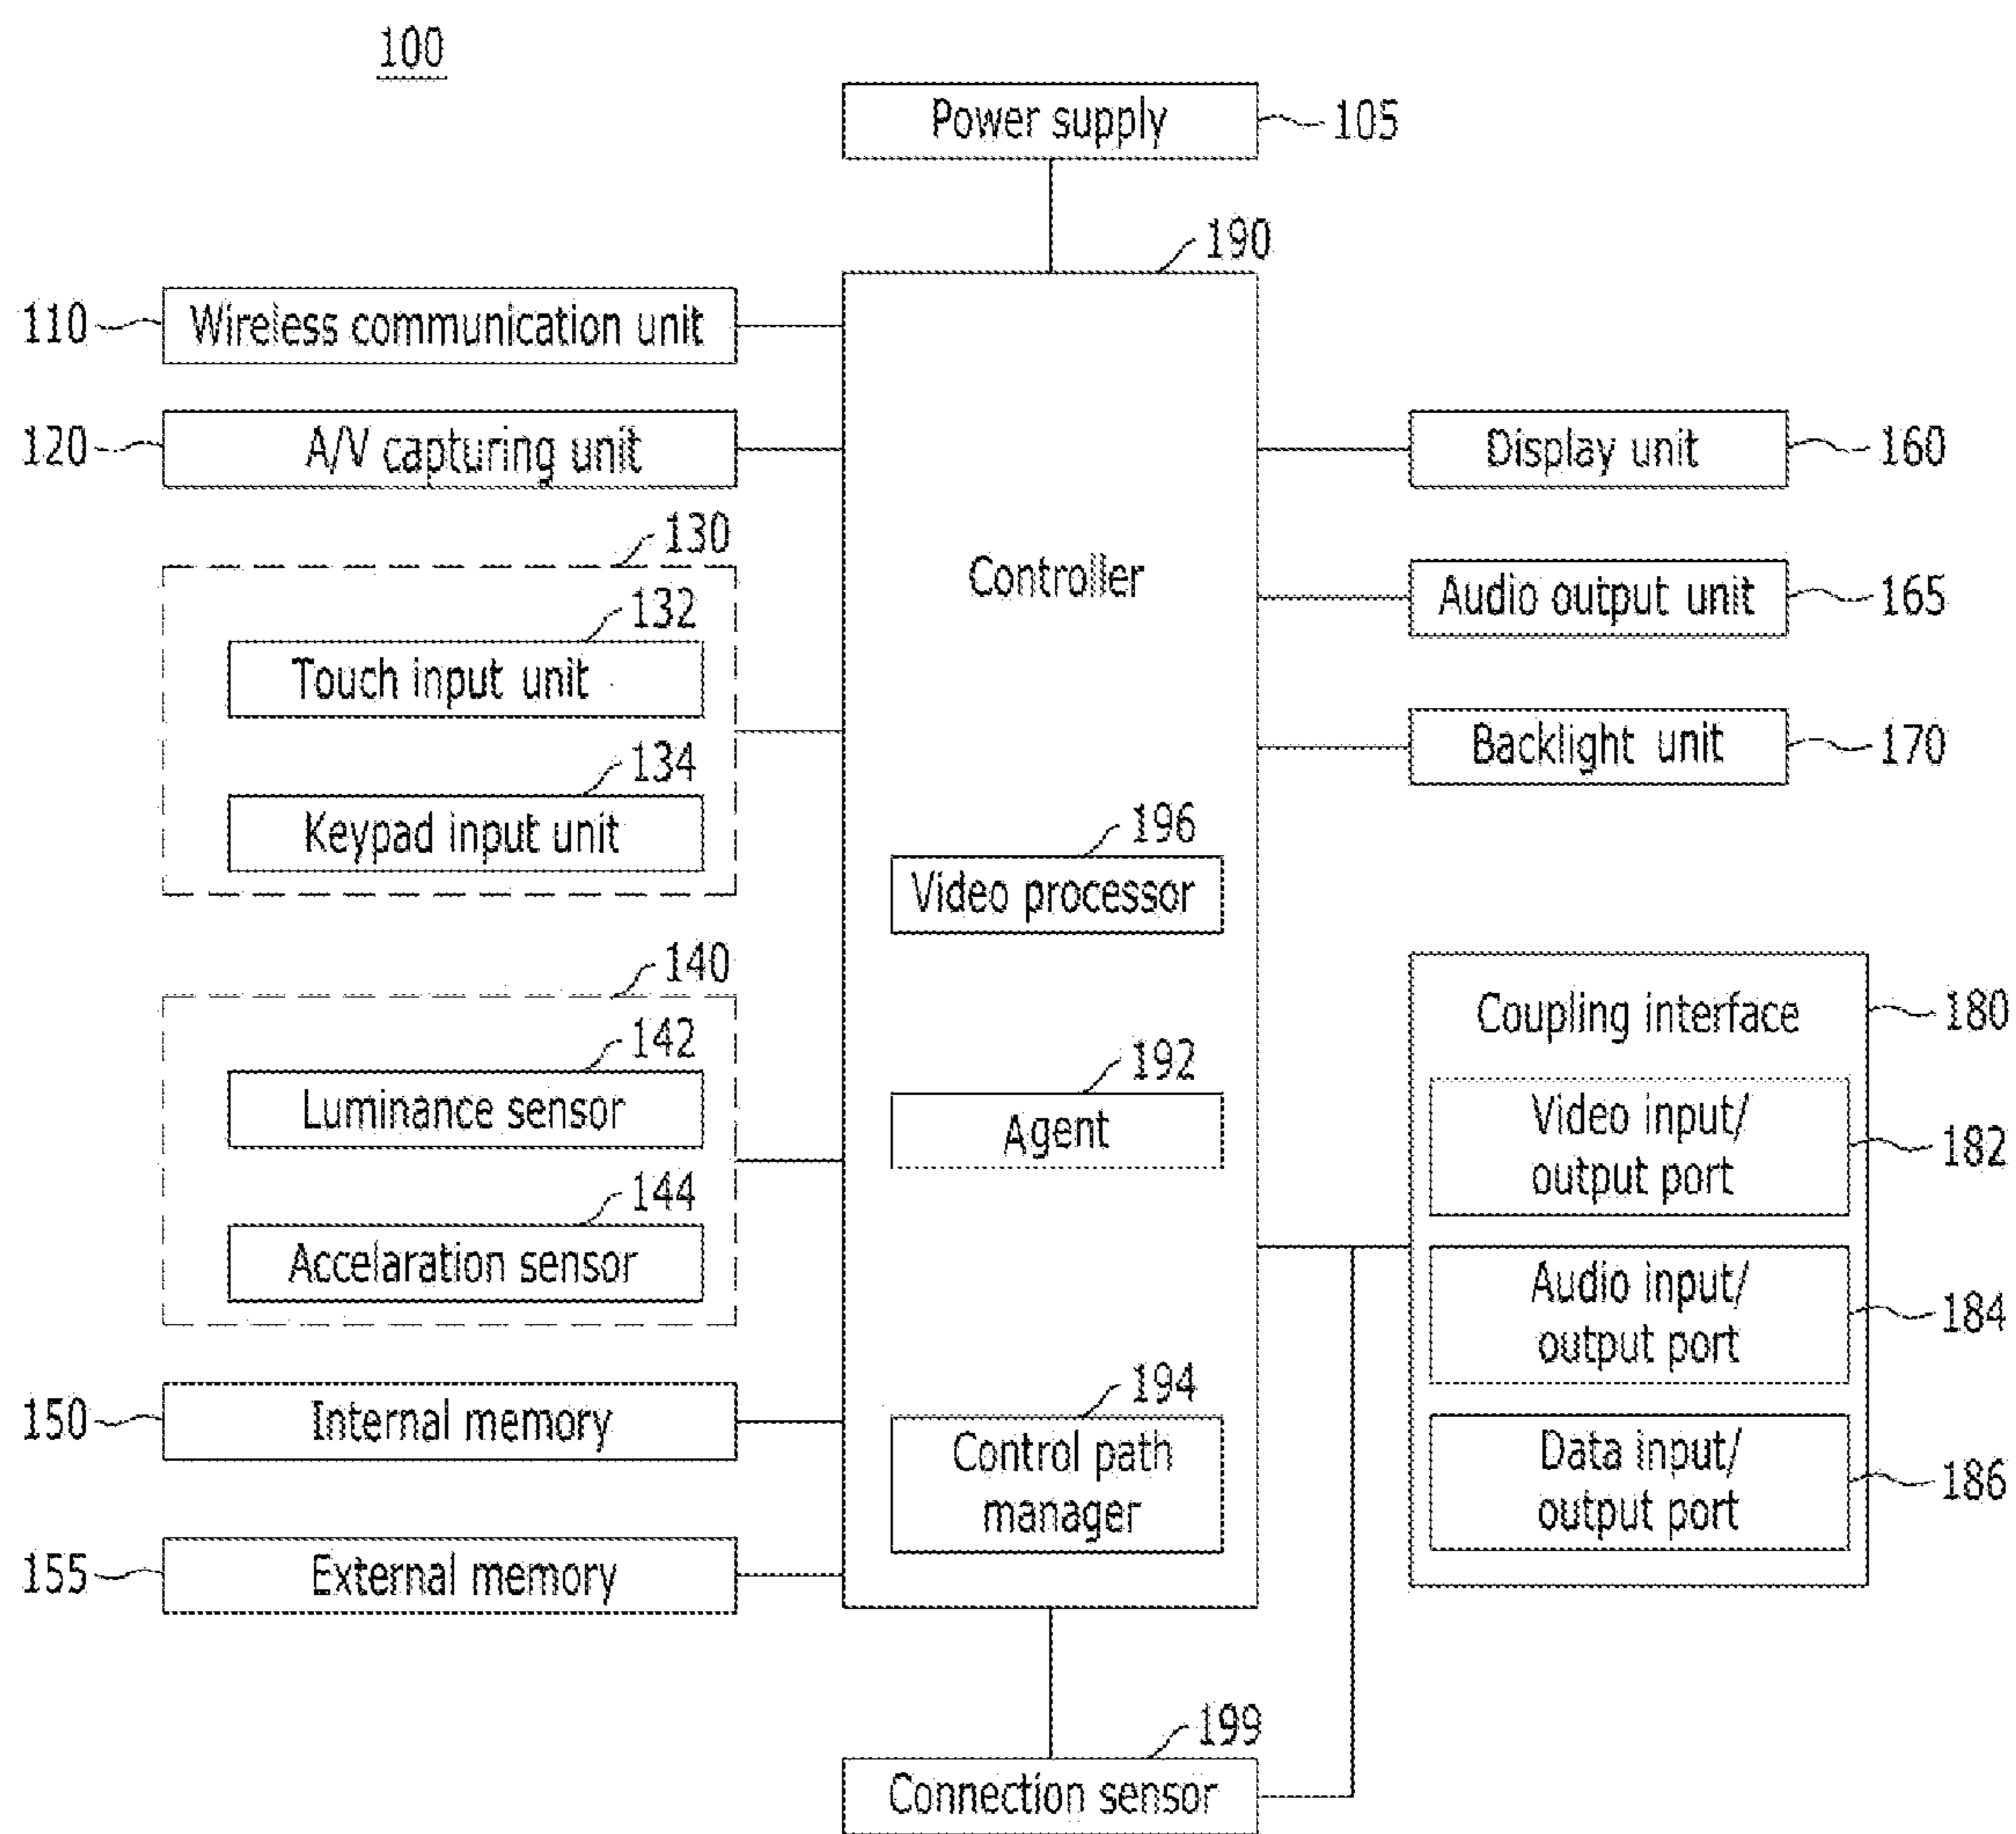 100
Power supply
105
190
110
Wireless communication unit
120
A/V capturing unit
Display unit
160
130
Controller
132
Audio output unit
165
Touch input unit
Backlight unit
170
134
Keypad input unit
196
Video processor
140
Coupling interface
180
142
192
Luminance sensor
Agent
Video input/
output port
182
144
Accelaration sensor
Audio input/
output port
184
150
Internal memory
194
Control path
manager
Data input/
output port
186
155
External memory
199
Connection sensor